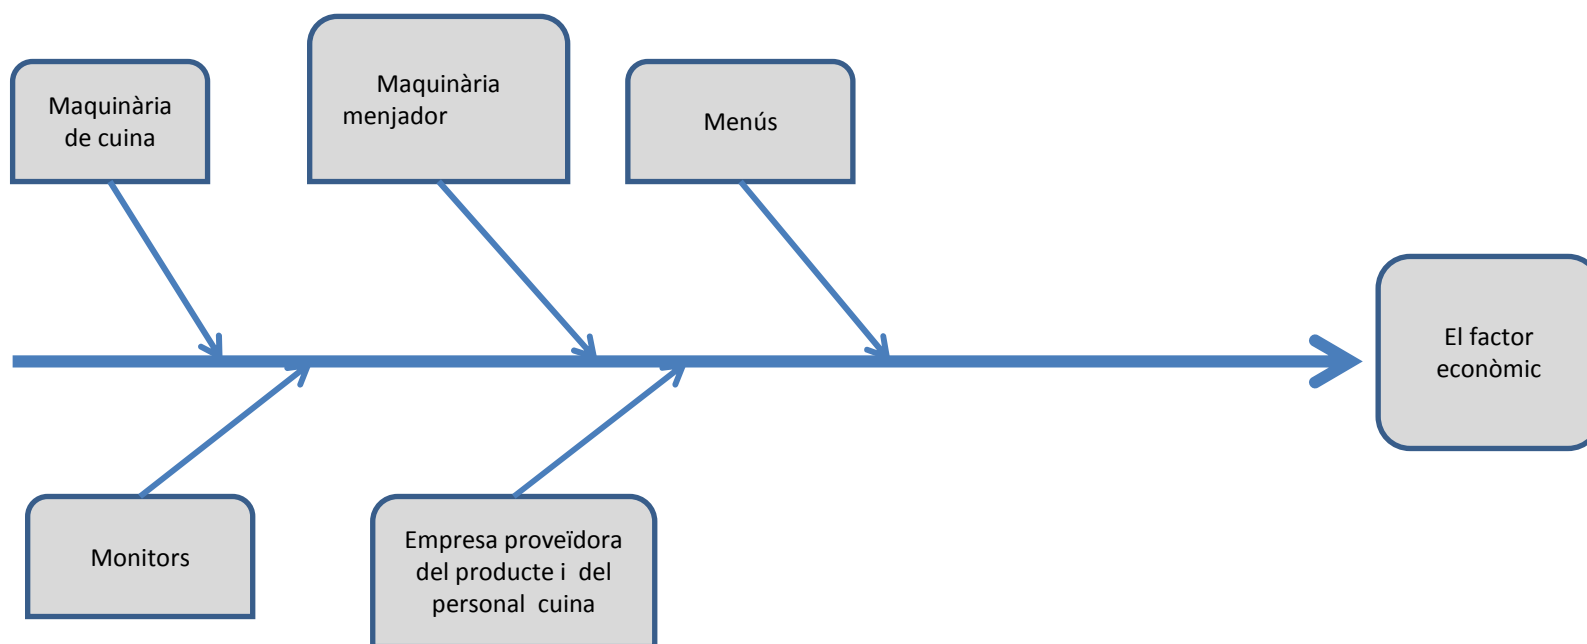 Maquinària
de cuina
Maquinària
menjador
Menús
El factor
econòmic
Monitors
Empresa proveïdora
del producte i del
personal cuina